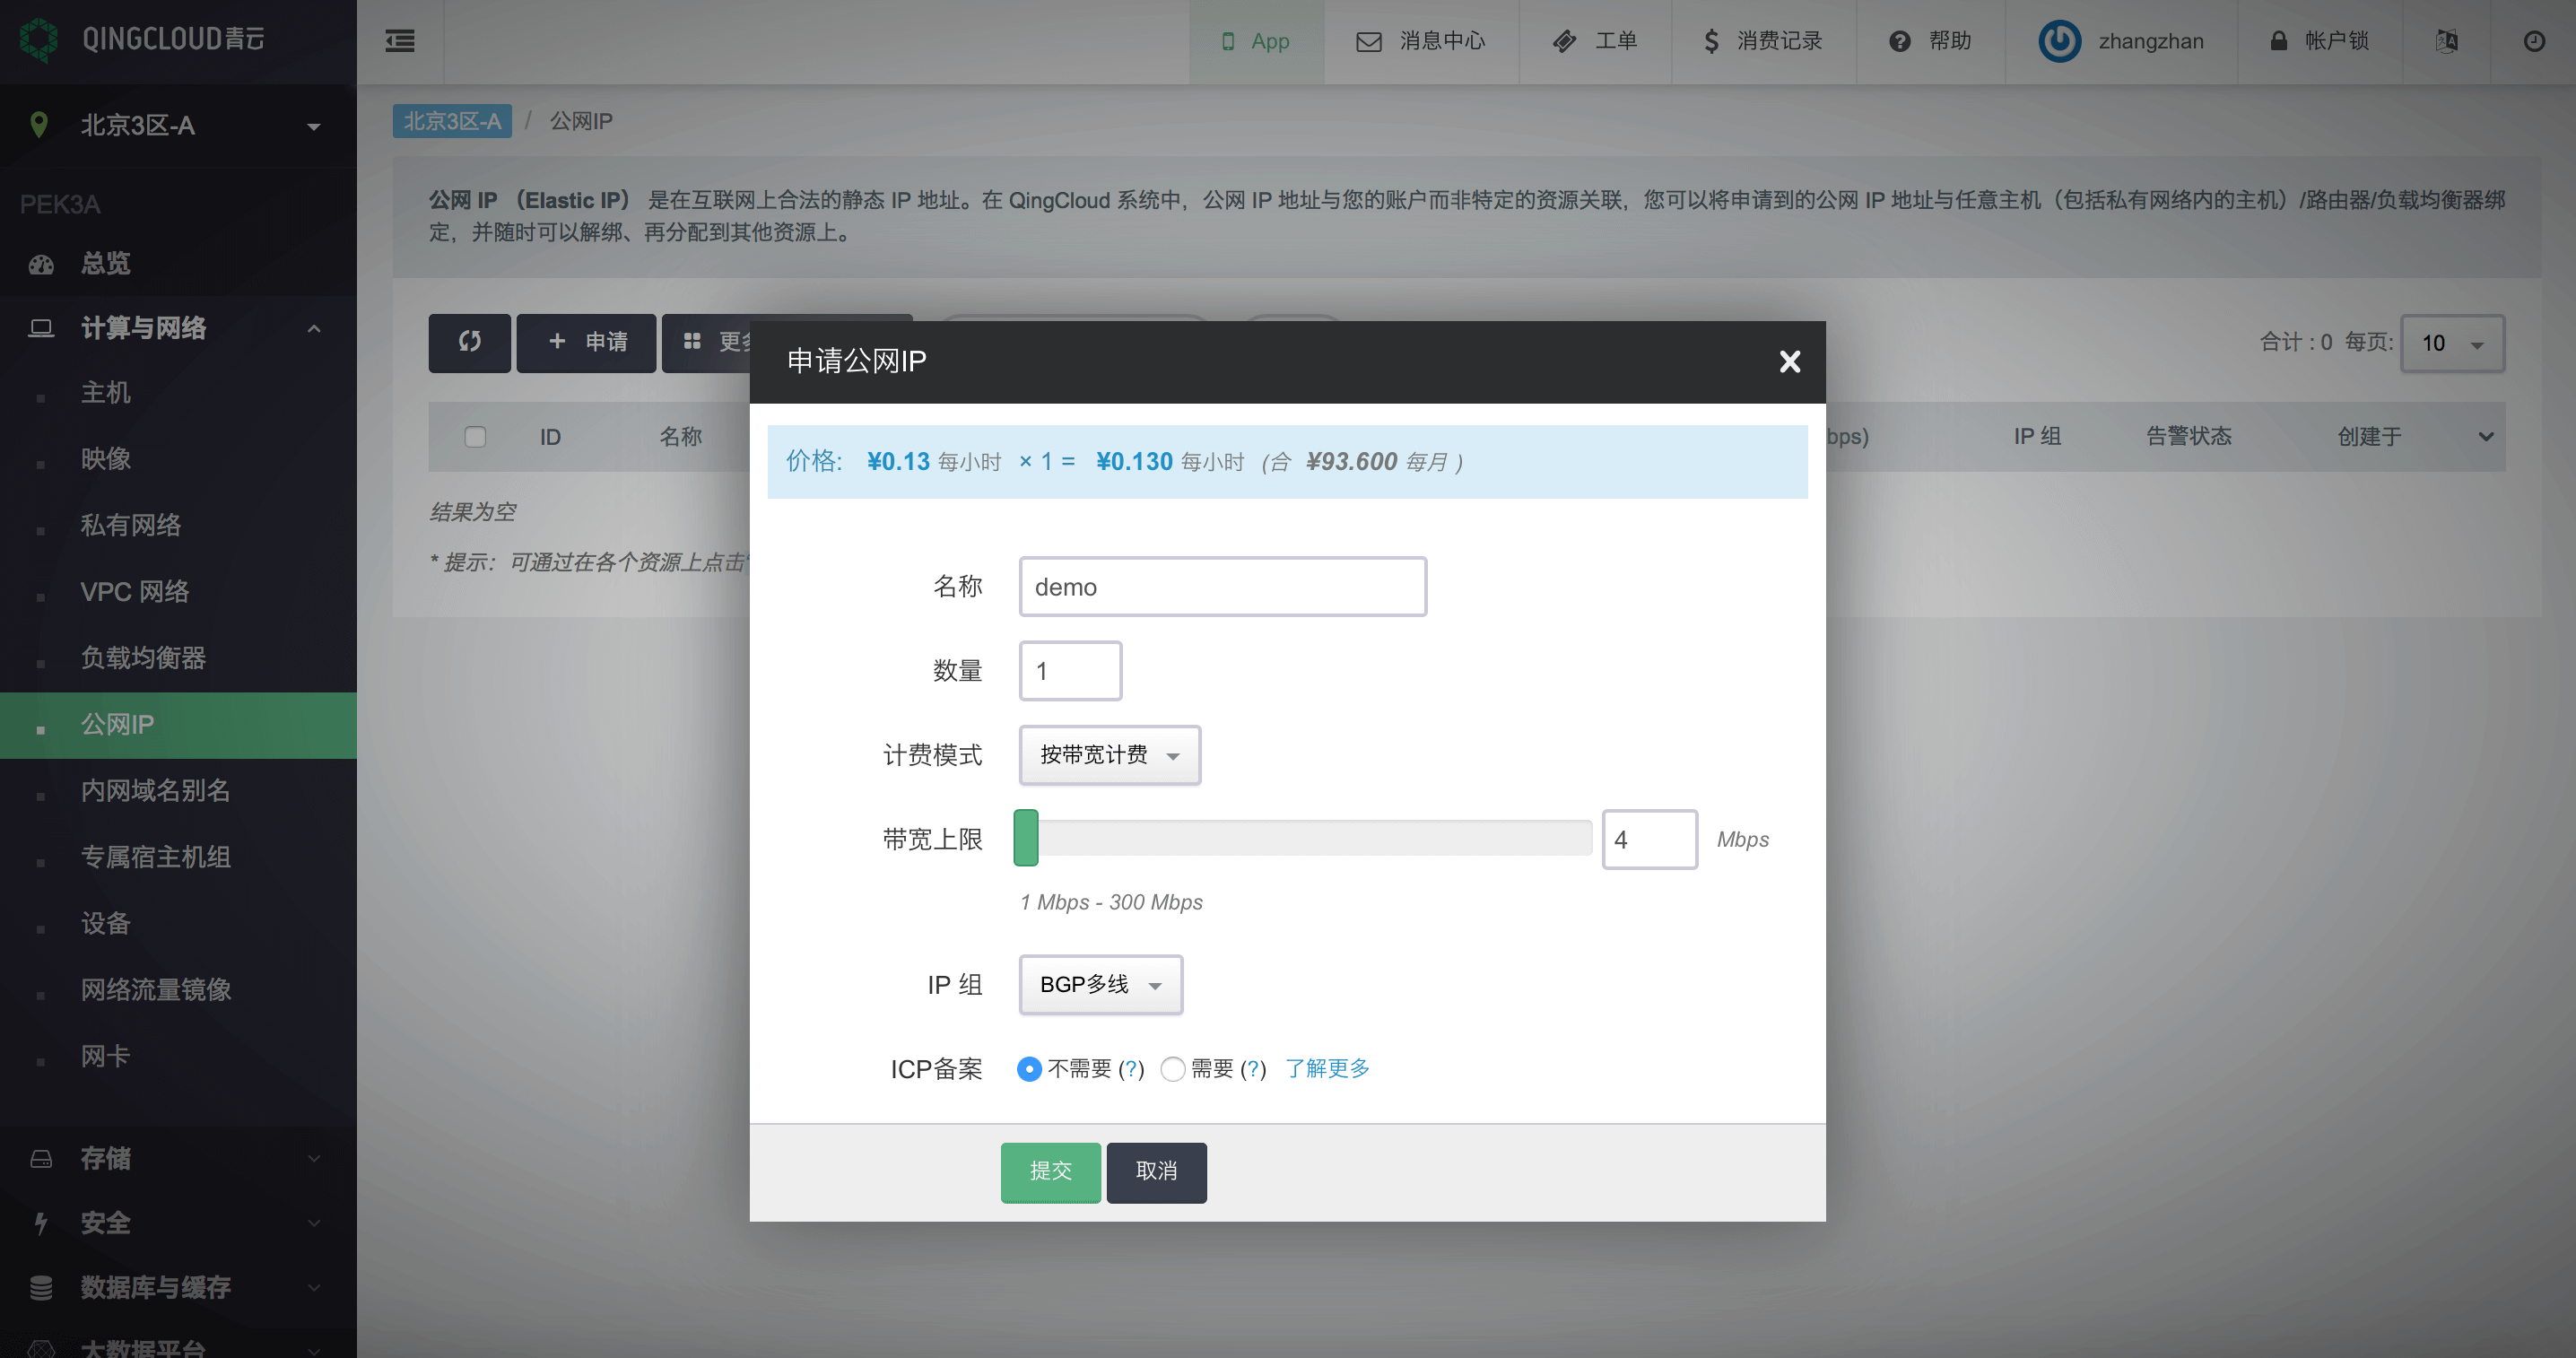 QINGCLOUD青云
App
消息中心
工单
消费记录
帮助
zhangzhan
帐户锁
北京3区-A
PEK3A
总览
计算与网络
主机
映像
私有网络
VPC 网络
负载均衡器
公网IP
内网域名别名
专属宿主机组
设备
网络流量镜像
网卡
存储
安全
数据库与缓存
大数据平台
北京3区-A / 公网IP
公网 IP （Elastic IP） 是在互联网上合法的静态 IP 地址。在 QingCloud 系统中，公网 IP 地址与您的账户而非特定的资源关联，您可以将申请到的公网 IP 地址与任意主机（包括私有网络内的主机）/路由器/负载均衡器绑
定，并随时可以解绑、再分配到其他资源上。
+ 申请
更多
合计 : 0 每页: 10
ID 名称 bps) IP 组 告警状态 创建于
结果为空
* 提示：可通过在各个资源上点击"
申请公网IP
价格: ¥0.13 每小时 × 1 = ¥0.130 每小时 (合 ¥93.600 每月 )
名称 demo
数量 1
计费模式 按带宽计费
带宽上限 4 Mbps
1 Mbps - 300 Mbps
IP 组 BGP多线
ICP备案 不需要 (?) 需要 (?) 了解更多
提交 取消